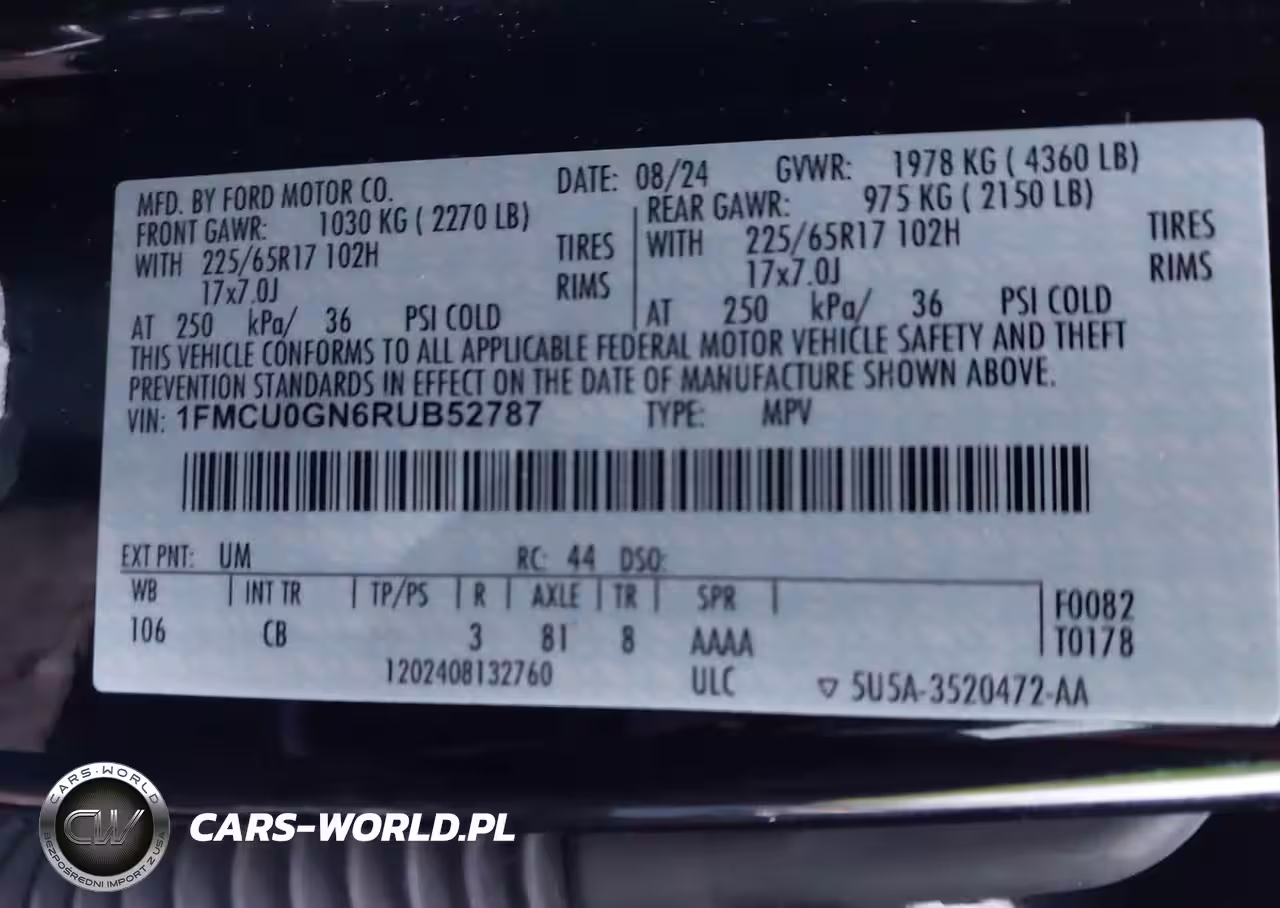 MFD. BY FORD MOTOR CO. DATE: 08/24 GVWR: 1978 KG ( 4360 LB)
FRONT GAWR: 1030 KG ( 2270 LB) REAR GAWR: 975 KG ( 2150 LB)
WITH 225/65R17 102H TIRES WITH 225/65R17 102H TIRES
17x7.0J RIMS 17x7.0J RIMS
AT 250 kPa/ 36 PSI COLD AT 250 kPa/ 36 PSI COLD
THIS VEHICLE CONFORMS TO ALL APPLICABLE FEDERAL MOTOR VEHICLE SAFETY AND THEFT
PREVENTION STANDARDS IN EFFECT ON THE DATE OF MANUFACTURE SHOWN ABOVE.
VIN: 1FMCU0GN6RUB52787 TYPE: MPV
EXT PNT: UM RC: 44 DSO:
WB INT TR TP/PS R AXLE TR SPR F0082
106 CB 3 81 8 AAAA T0178
1202408132760 ULC 5U5A-3520472-AA
CARS-WORLD
CW
BEZPOŚREDNI IMPORT Z USA
CARS-WORLD.PL